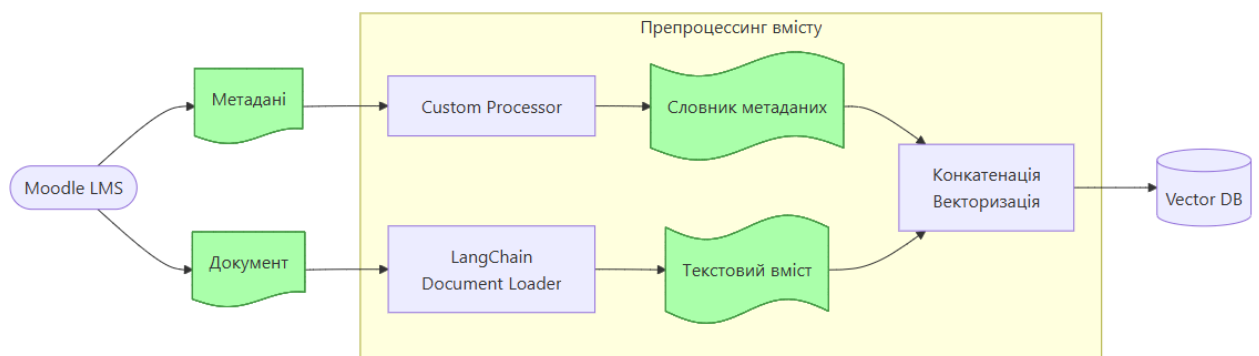 Препроцессинг вмісту
Метадані
Custom Processor
Словник метаданих
Moodle LMS
Конкатенація
Векторизація
Vector DB
Документ
LangChain
Document Loader
Текстовий вміст